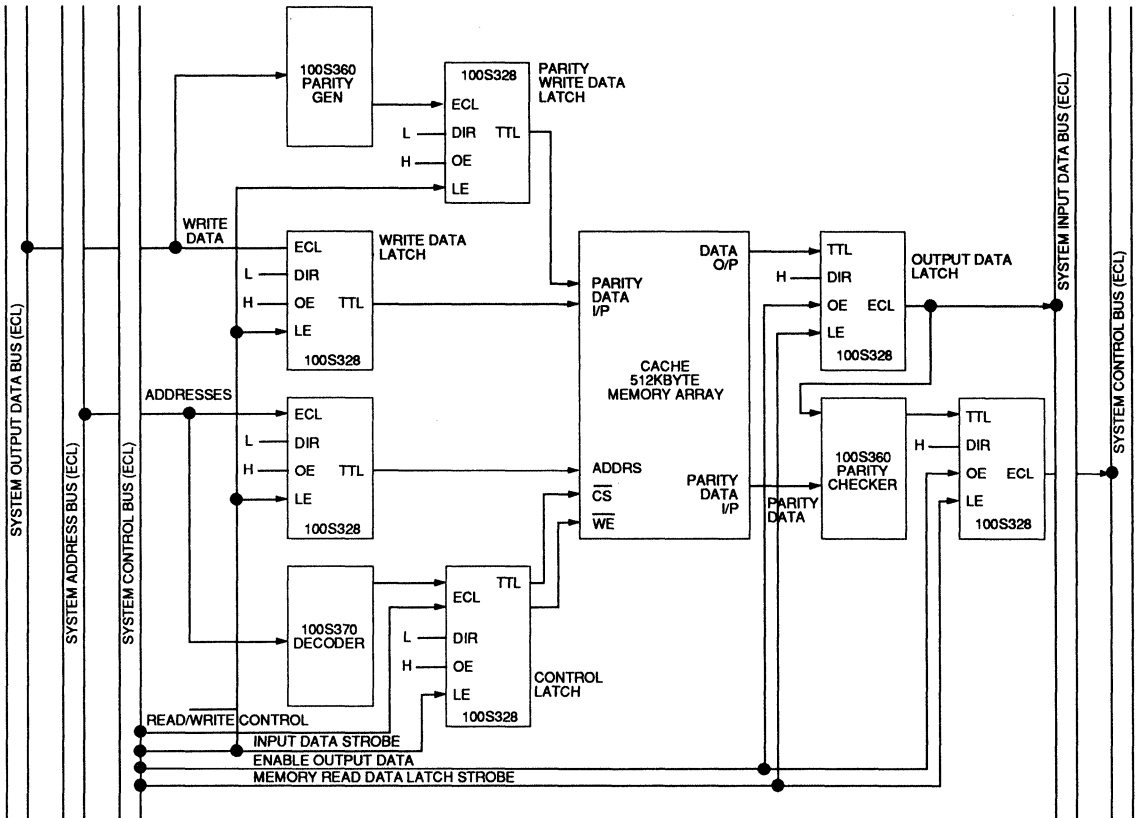 SYSTEM OUTPUT DATA BUS (ECL)
SYSTEM ADDRESS BUS (ECL)
SYSTEM CONTROL BUS (ECL)
100S360
PARITY
GEN
100S328
ECL
DIR
TTL
OE
LE
L
H
PARITY
WRITE DATA
LATCH
WRITE
DATA
ECL
DIR
OE
TTL
LE
100S328
L
H
WRITE DATA
LATCH
ADDRESSES
ECL
DIR
OE
TTL
LE
100S328
L
H
100S370
DECODER
TTL
ECL
DIR
OE
LE
100S328
L
H
CONTROL
LATCH
READ/WRITE CONTROL
INPUT DATA STROBE
ENABLE OUTPUT DATA
MEMORY READ DATA LATCH STROBE
PARITY
DATA
I/P
DATA
O/P
CACHE
512KBYTE
MEMORY ARRAY
ADDRS
CS
WE
PARITY
DATA
I/P
PARITY
DATA
TTL
DIR
OE
ECL
LE
100S328
H
OUTPUT DATA
LATCH
100S360
PARITY
CHECKER
TTL
DIR
OE
ECL
LE
100S328
H
SYSTEM INPUT DATA BUS (ECL)
SYSTEM CONTROL BUS (ECL)